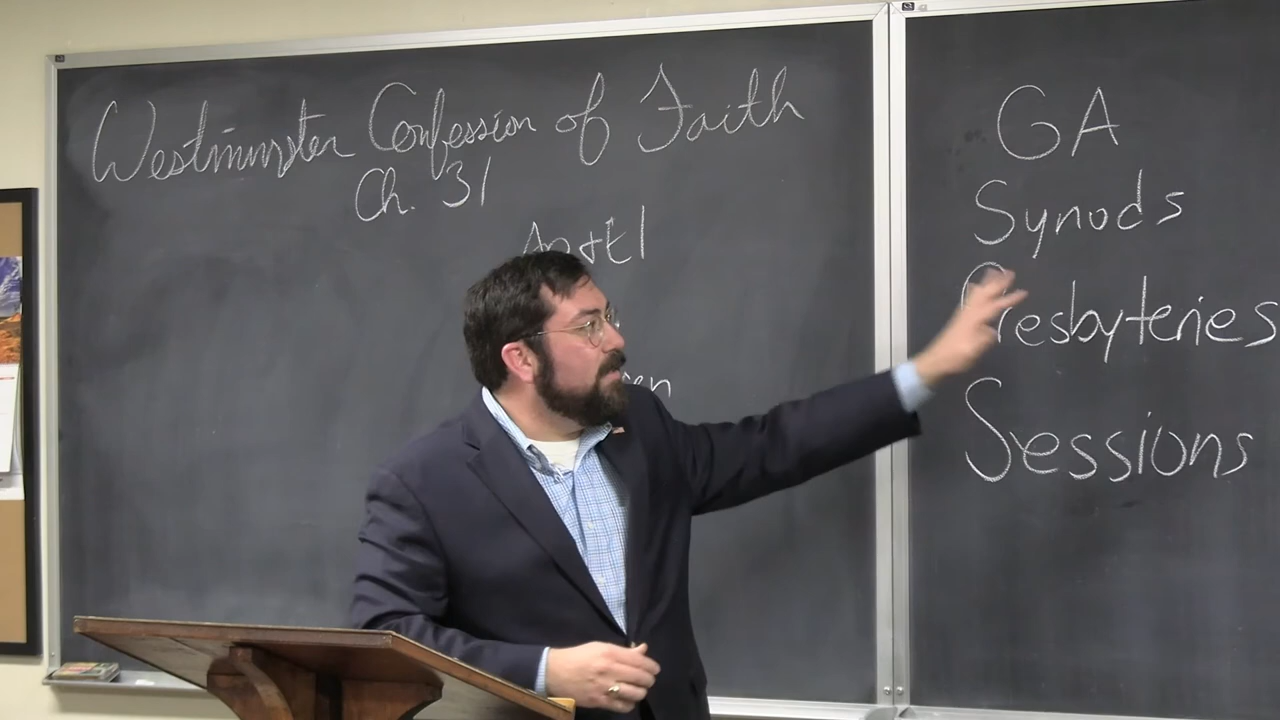 Westminster Confession of Faith
Ch. 31
GA
Synods
Presbyteries
Sessions